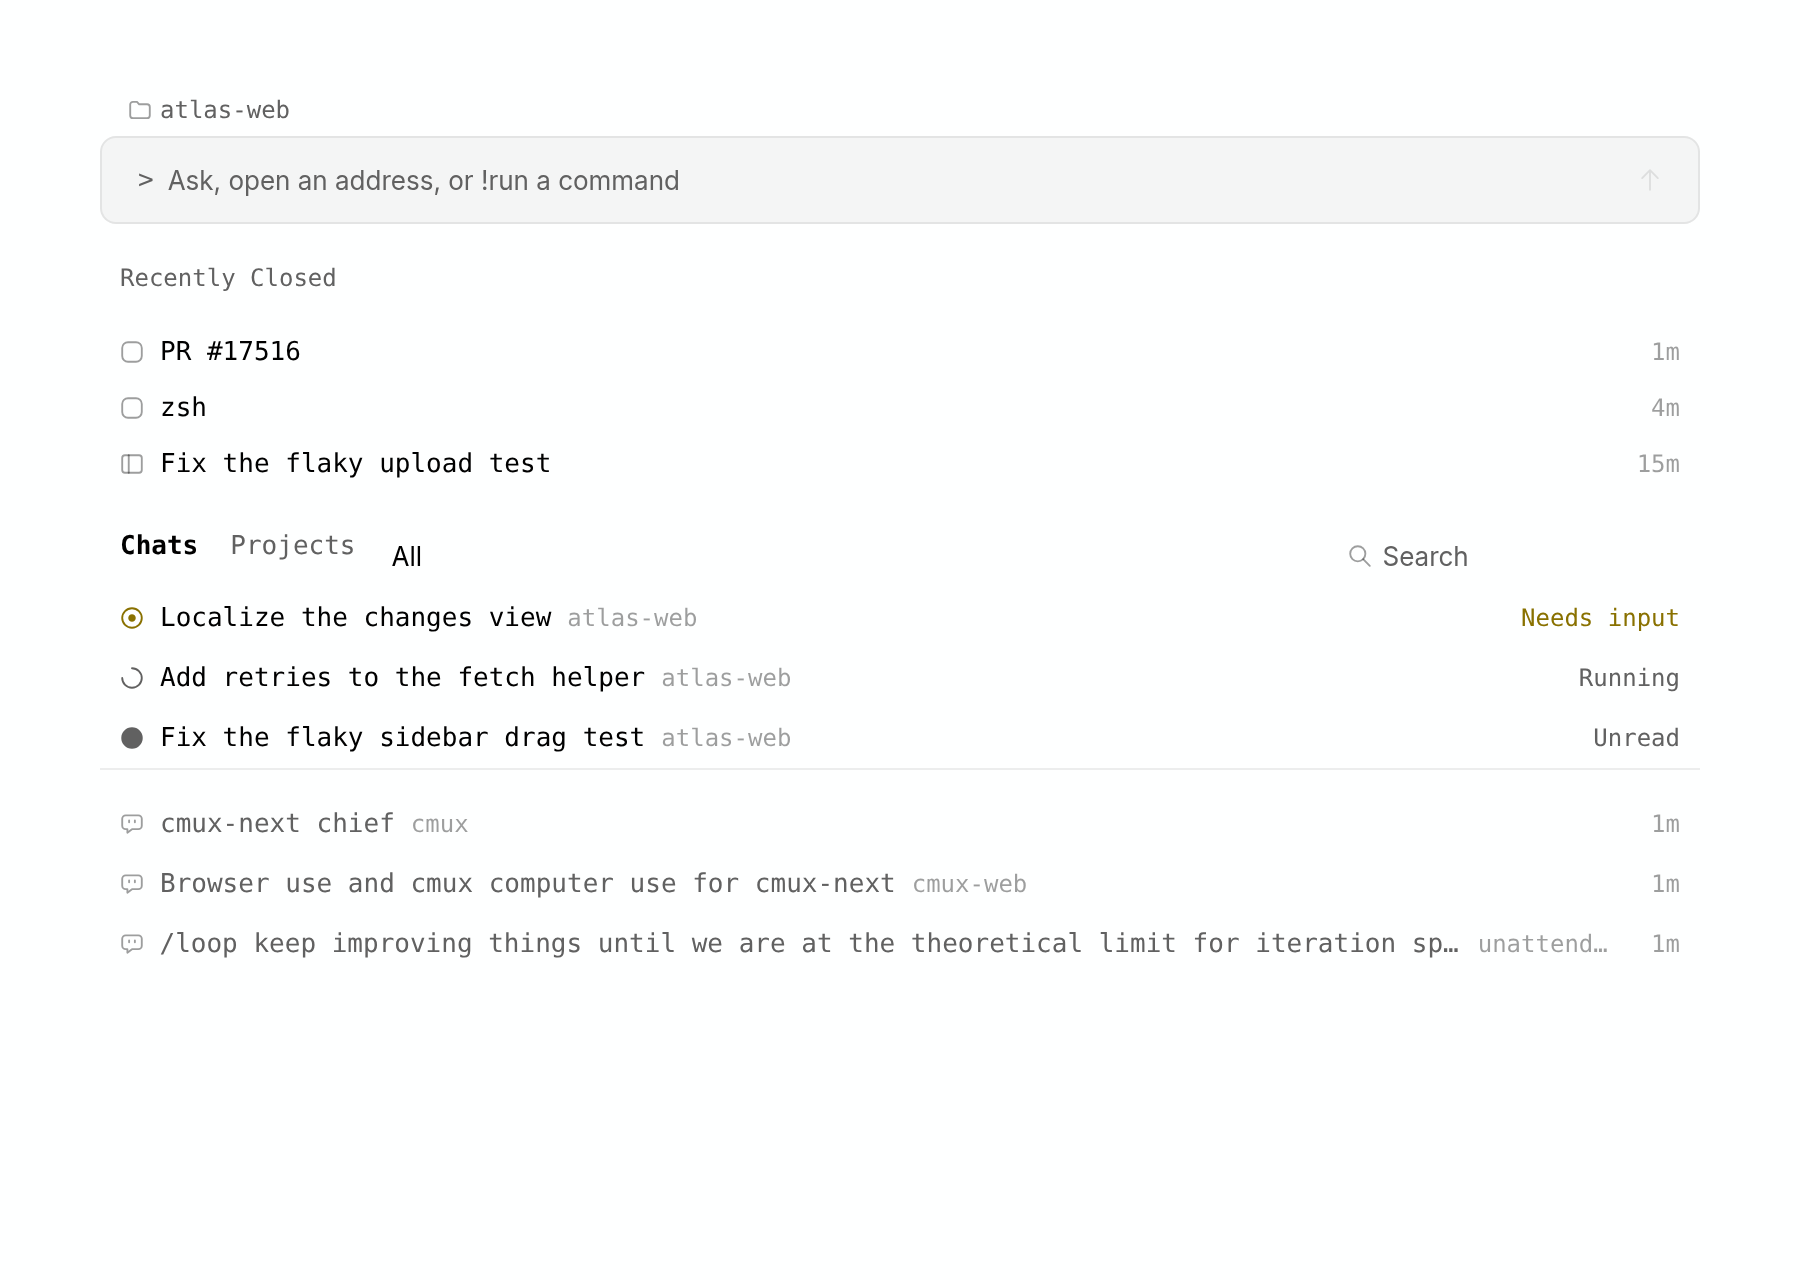 atlas-web
> Ask, open an address, or !run a command
Recently Closed
PR #17516 1m
zsh 4m
Fix the flaky upload test 15m
Chats Projects All Search
Localize the changes view atlas-web Needs input
Add retries to the fetch helper atlas-web Running
Fix the flaky sidebar drag test atlas-web Unread
cmux-next chief cmux 1m
Browser use and cmux computer use for cmux-next cmux-web 1m
/loop keep improving things until we are at the theoretical limit for iteration sp… unattend… 1m